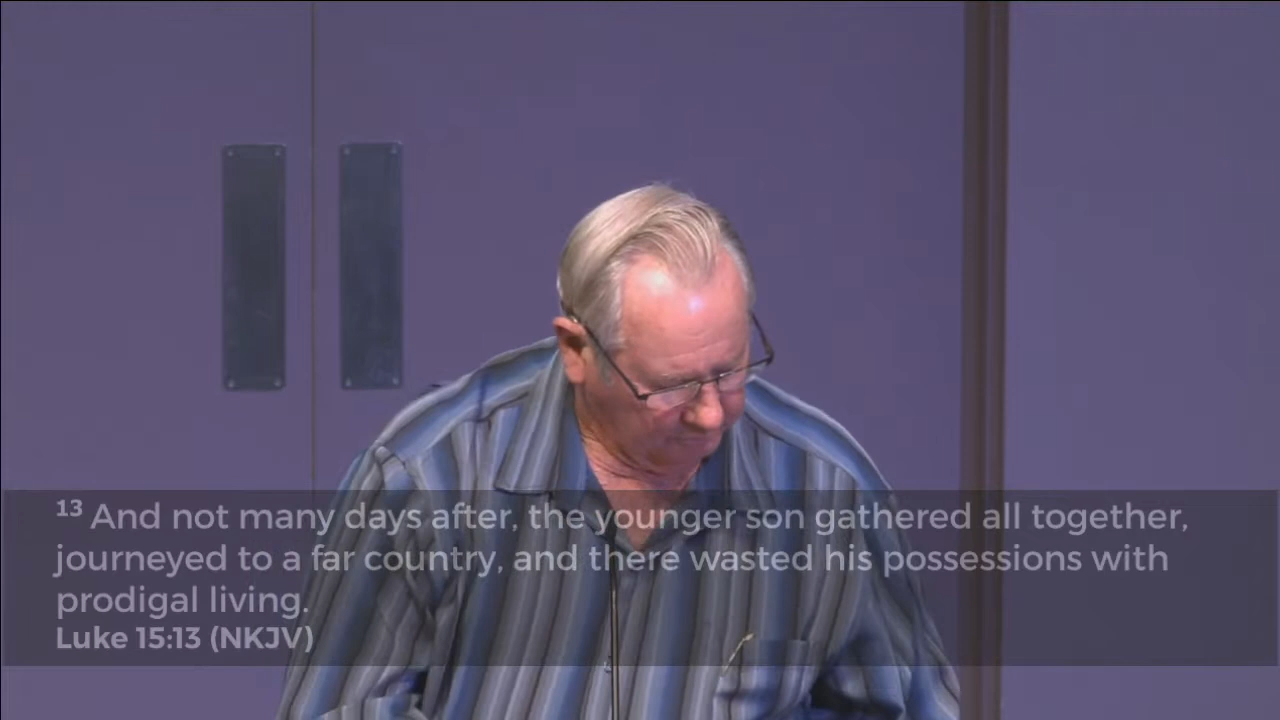 13 And not many days after, the younger son gathered all together,
journeyed to a far country, and there wasted his possessions with
prodigal living.
Luke 15:13 (NKJV)